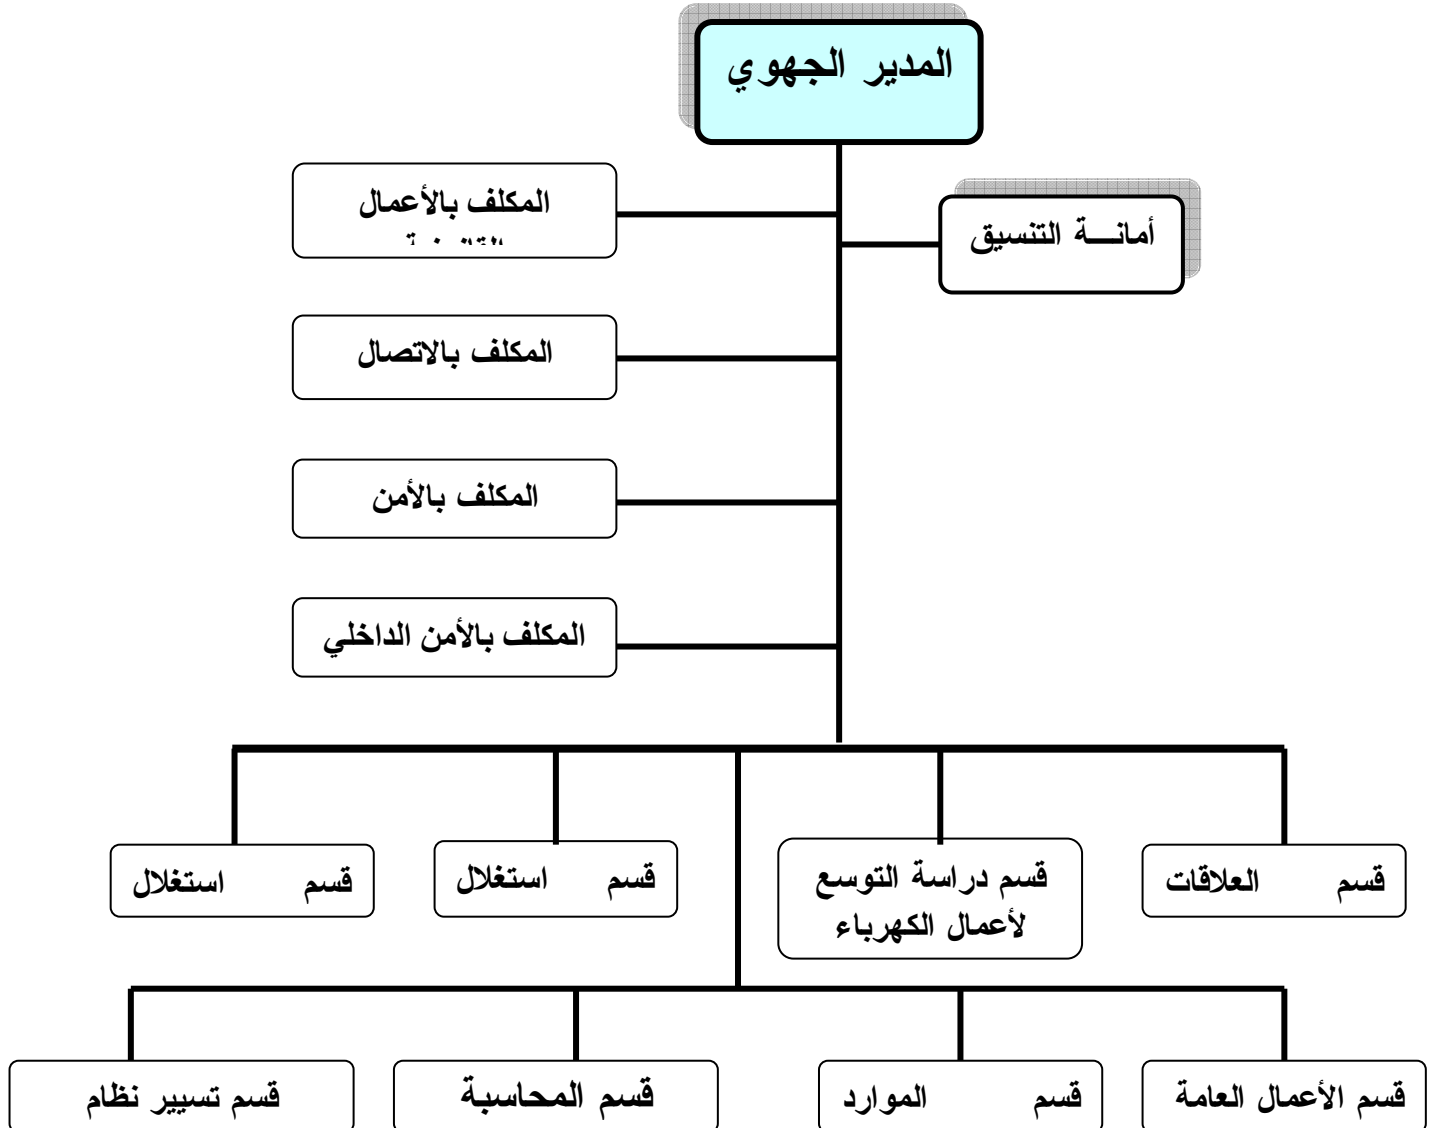 المدير الجهوي
المكلف بالأعمال
أمانـــة التنسيق
المكلف بالاتصال
المكلف بالأمن
المكلف بالأمن الداخلي
قسم العلاقات
قسم دراسة التوسع
لأعمال الكهرباء
قسم استغلال
قسم استغلال
قسم الأعمال العامة
قسم الموارد
قسم المحاسبة
قسم تسيير نظام